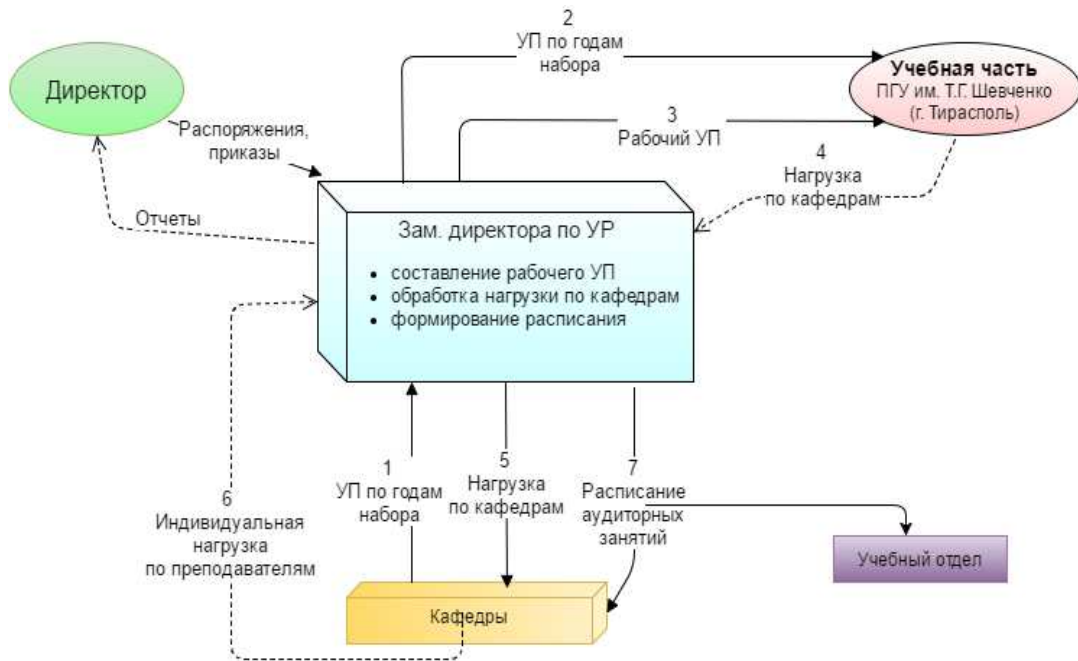 2
УП по годам
набора
Директор
Учебная часть
ПГУ им. Т.Г. Шевченко
(г. Тирасполь)
Распоряжения,
приказы
3
Рабочий УП
4
Нагрузка
по кафедрам
Отчеты
Зам. директора по УР
• составление рабочего УП
• обработка нагрузки по кафедрам
• формирование расписания
1
УП по годам
набора
5
Нагрузка
по кафедрам
7
Расписание
аудиторных
занятий
6
Индивидуальная
нагрузка
по преподавателям
Учебный отдел
Кафедры